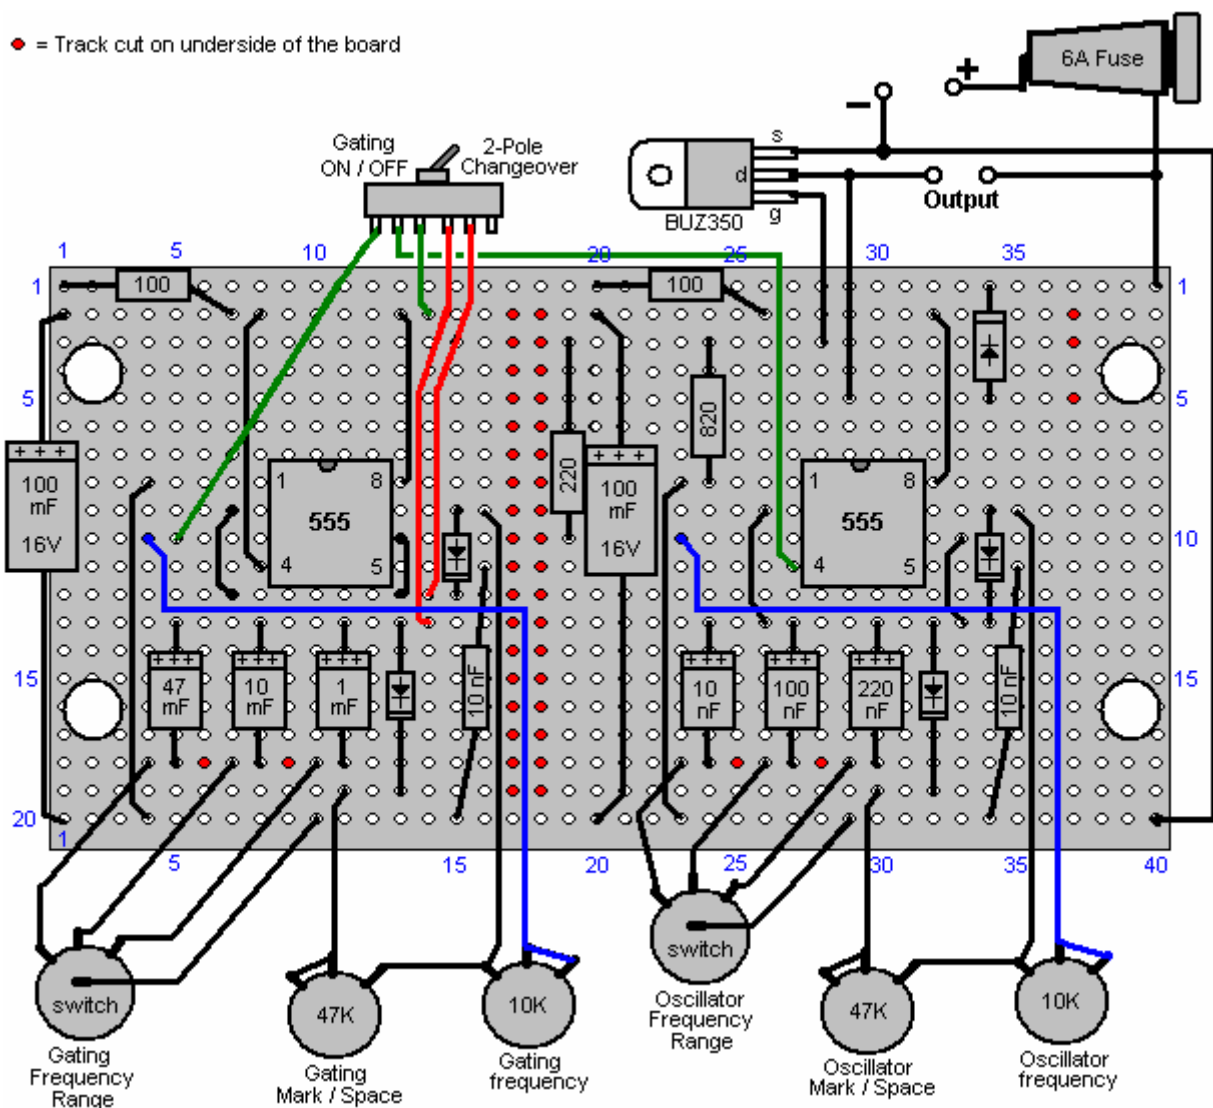 = Track cut on underside of the board
6A Fuse
+
−
Gating
ON / OFF
2-Pole
Changeover
s
d
g
BUZ350
Output
1
5
10
20
25
30
35
1
5
10
15
20
1
5
10
15
100
100
100
mF
16V
1
8
555
4
5
220
100
mF
16V
820
1
8
555
4
5
+++
+++
+++
+++
+++
+++
+++
+++
47
mF
10
mF
1
mF
10 nF
10
nF
100
nF
220
nF
10 nF
1
5
15
20
25
30
35
40
switch
Gating
Frequency
Range
47K
Gating
Mark / Space
10K
Gating
frequency
switch
Oscillator
Frequency
Range
47K
Oscillator
Mark / Space
10K
Oscillator
frequency